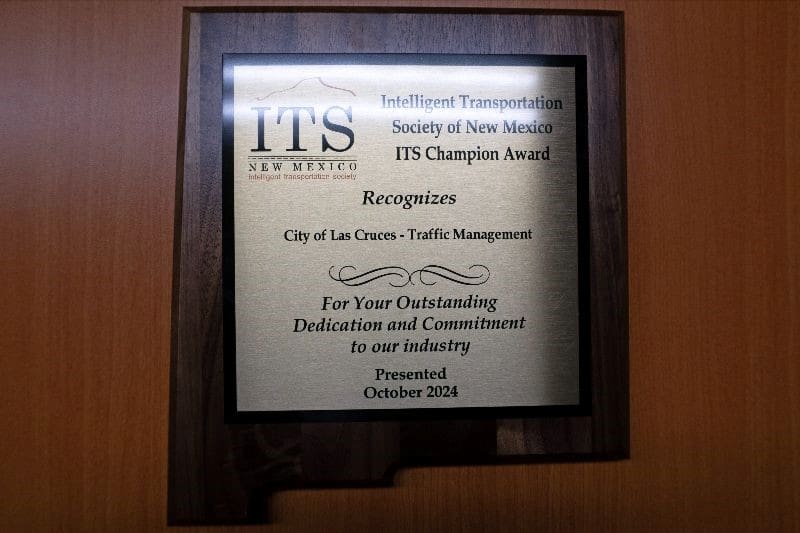 ITS
NEW MEXICO
intelligent transportation society
Intelligent Transportation
Society of New Mexico
ITS Champion Award
Recognizes
City of Las Cruces - Traffic Management
For Your Outstanding
Dedication and Commitment
to our industry
Presented
October 2024